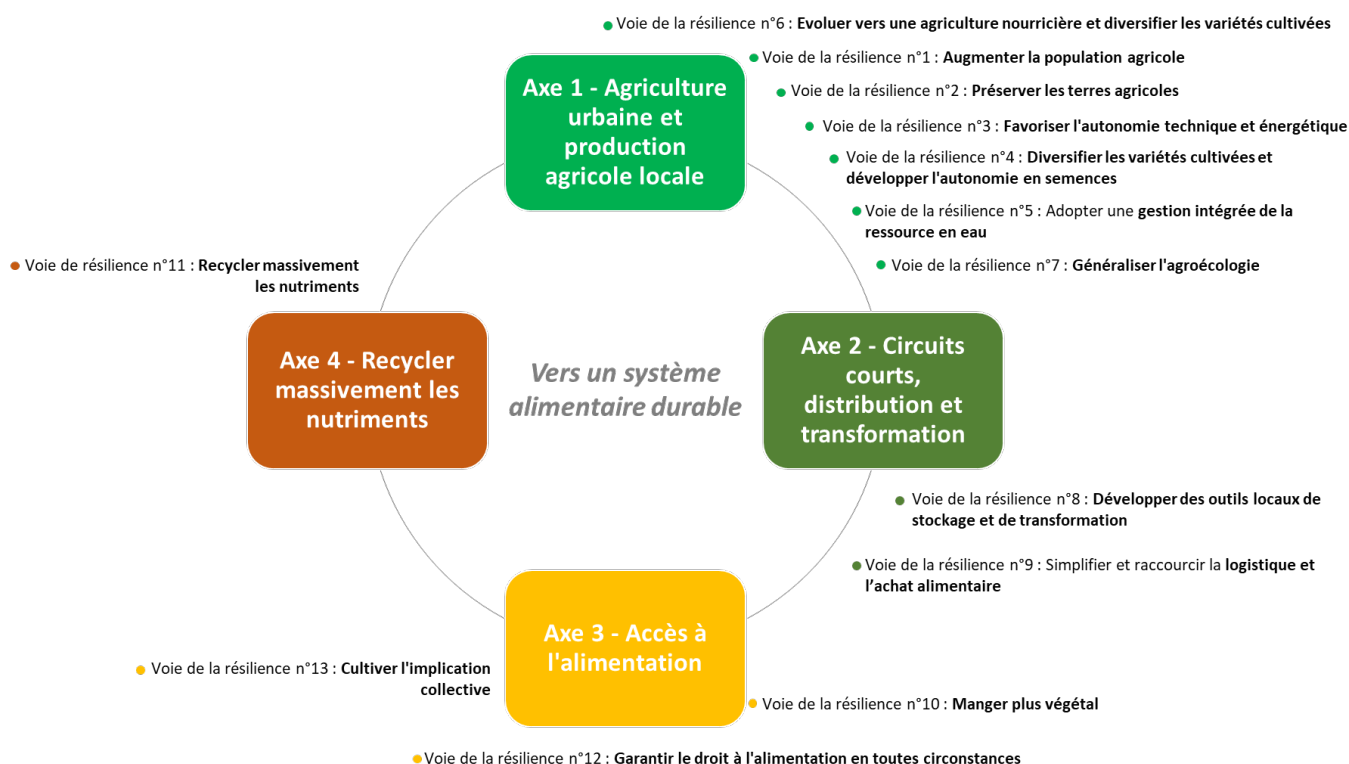 Voie de la résilience n°6 : Evoluer vers une agriculture nourricière et diversifier les variétés cultivées
Voie de la résilience n°1 : Augmenter la population agricole
Axe 1 - Agriculture
urbaine et
production
agricole locale
Voie de la résilience n°2 : Préserver les terres agricoles
Voie de la résilience n°3 : Favoriser l'autonomie technique et énergétique
Voie de la résilience n°4 : Diversifier les variétés cultivées et
développer l'autonomie en semences
Voie de la résilience n°5 : Adopter une gestion intégrée de la
ressource en eau
Voie de la résilience n°7 : Généraliser l'agroécologie
Voie de résilience n°11 : Recycler massivement
les nutriments
Axe 4 - Recycler
massivement les
nutriments
Vers un système
alimentaire durable
Axe 2 - Circuits
courts,
distribution et
transformation
Voie de la résilience n°8 : Développer des outils locaux de
stockage et de transformation
Voie de la résilience n°9 : Simplifier et raccourcir la logistique et
l’achat alimentaire
Axe 3 - Accès à
l'alimentation
Voie de la résilience n°13 : Cultiver l'implication
collective
Voie de la résilience n°10 : Manger plus végétal
Voie de la résilience n°12 : Garantir le droit à l'alimentation en toutes circonstances